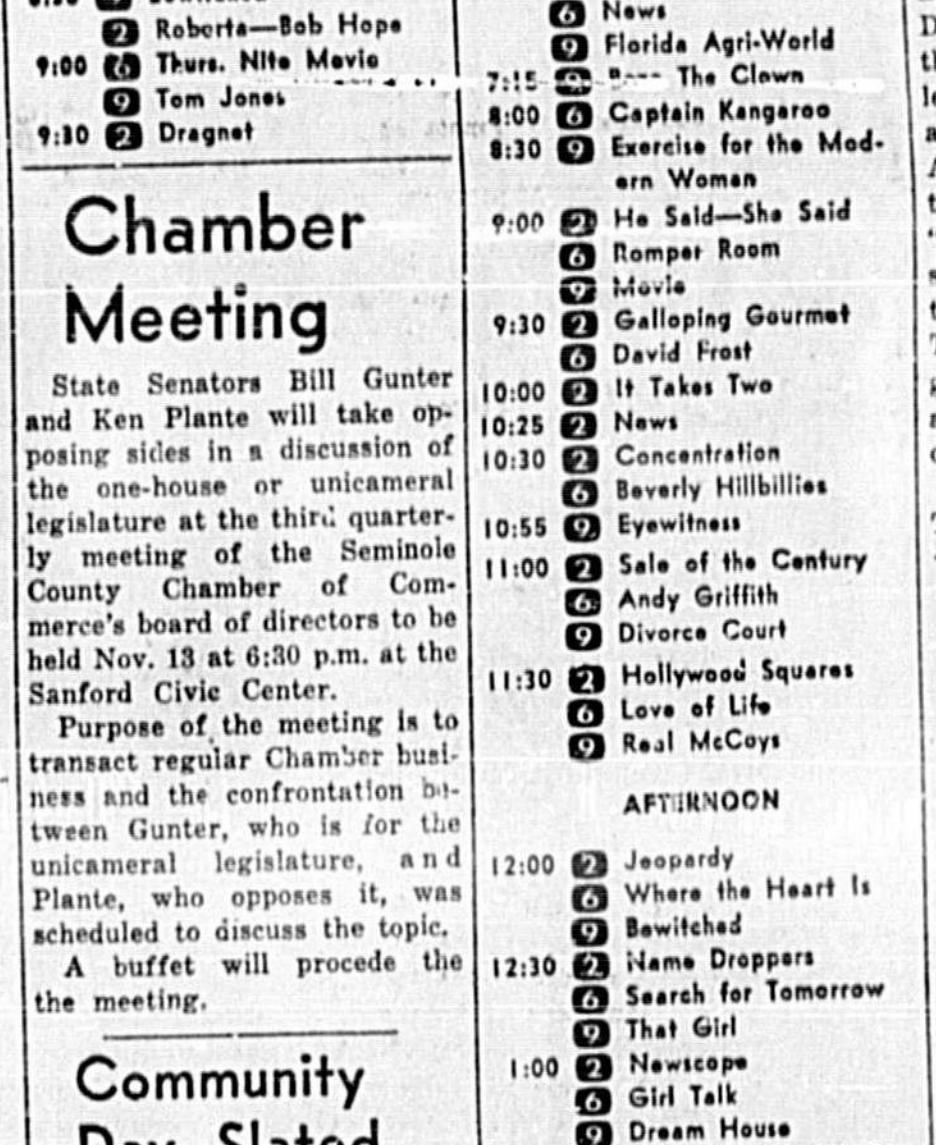 2 Roberta—Bob Hope
9:00 6 Thurs. Nite Movie
9 Tom Jones
9:30 2 Dragnet
Chamber
Meeting
State Senators Bill Gunter
and Ken Plante will take op-
posing sides in a discussion of
the one-house or unicameral
legislature at the third quarter-
ly meeting of the Seminole
County Chamber of Com-
merce's board of directors to be
held Nov. 13 at 6:30 p.m. at the
Sanford Civic Center.
Purpose of the meeting is to
transact regular Chamber busi-
ness and the confrontation be-
tween Gunter, who is for the
unicameral legislature, and
Plante, who opposes it, was
scheduled to discuss the topic.
A buffet will procede the
the meeting.
Community
Day Slated
6 News
9 Florida Agri-World
7:15 9 The Clown
8:00 6 Captain Kangaroo
8:30 9 Exercise for the Mod-
ern Woman
9:00 2 He Said—She Said
6 Romper Room
9 Movie
9:30 2 Galloping Gourmet
6 David Frost
10:00 2 It Takes Two
10:25 2 News
10:30 2 Concentration
6 Beverly Hillbillies
10:55 9 Eyewitness
11:00 2 Sale of the Century
6 Andy Griffith
9 Divorce Court
11:30 2 Hollywood Squares
6 Love of Life
9 Real McCoys
AFTERNOON
12:00 2 Jeopardy
6 Where the Heart Is
9 Bewitched
12:30 2 Name Droppers
6 Search for Tomorrow
9 That Girl
1:00 2 Newscope
6 Girl Talk
9 Dream House